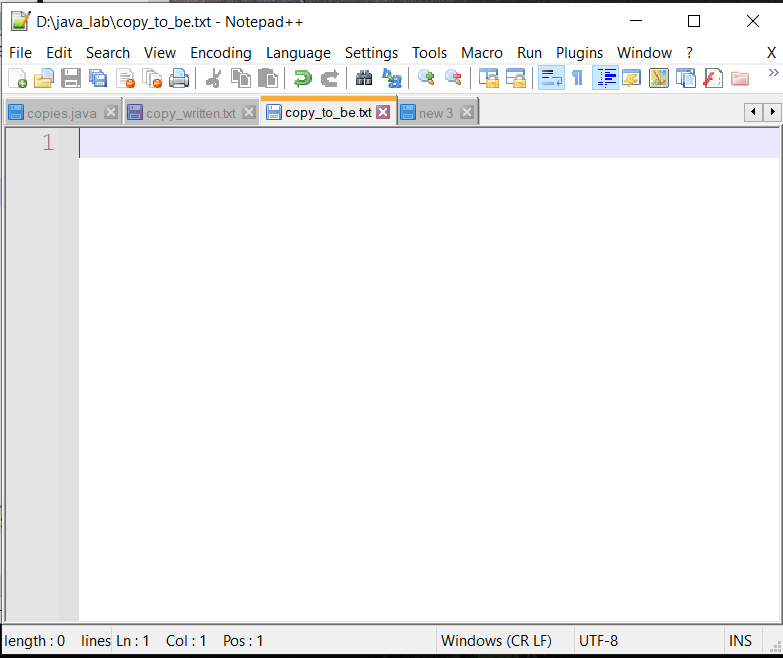 D:\java_lab\copy_to_be.txt - Notepad++
File Edit Search View Encoding Language Settings Tools Macro Run Plugins Window ? X
copies.java copy_written.txt copy_to_be.txt new 3
1
length : 0 lines Ln : 1 Col : 1 Pos : 1 Windows (CR LF) UTF-8 INS